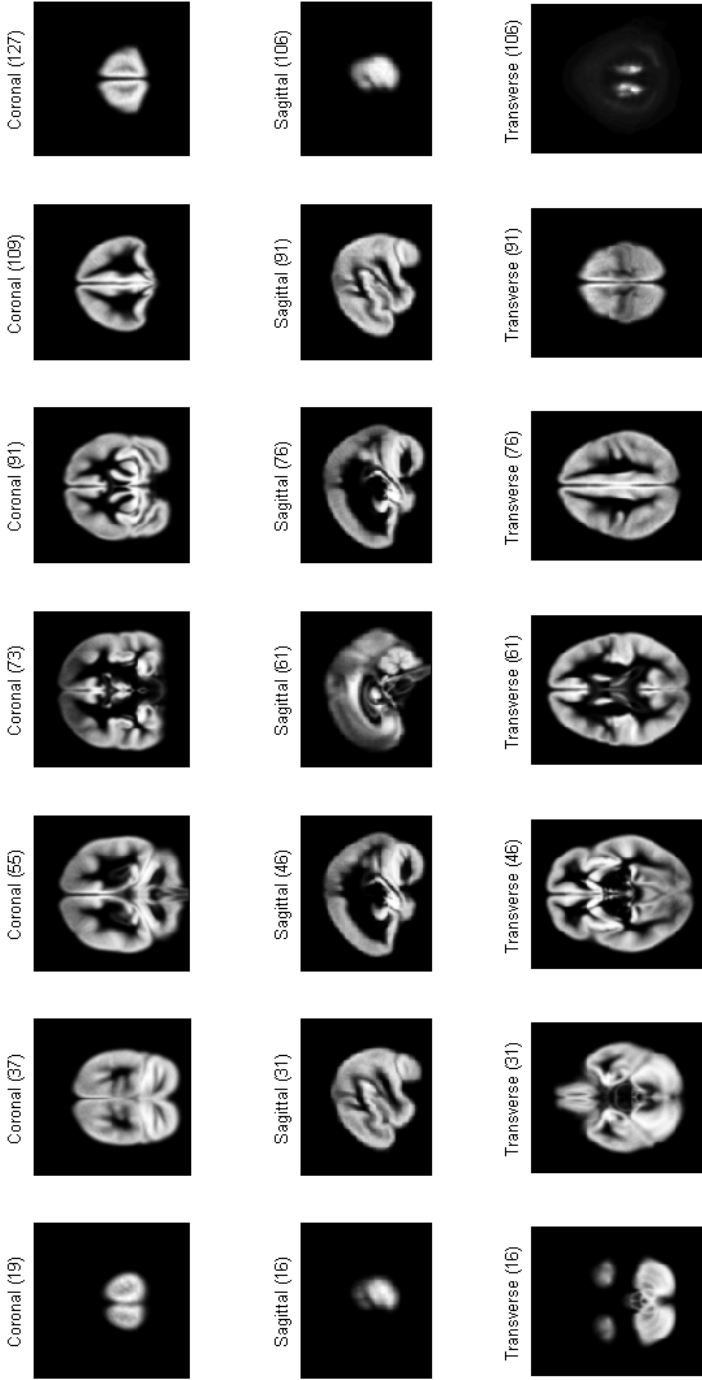 Coronal (19)
Coronal (37)
Coronal (55)
Coronal (73)
Coronal (91)
Coronal (109)
Coronal (127)
Sagittal (16)
Sagittal (31)
Sagittal (46)
Sagittal (61)
Sagittal (76)
Sagittal (91)
Sagittal (106)
Transverse (16)
Transverse (31)
Transverse (46)
Transverse (61)
Transverse (76)
Transverse (91)
Transverse (106)